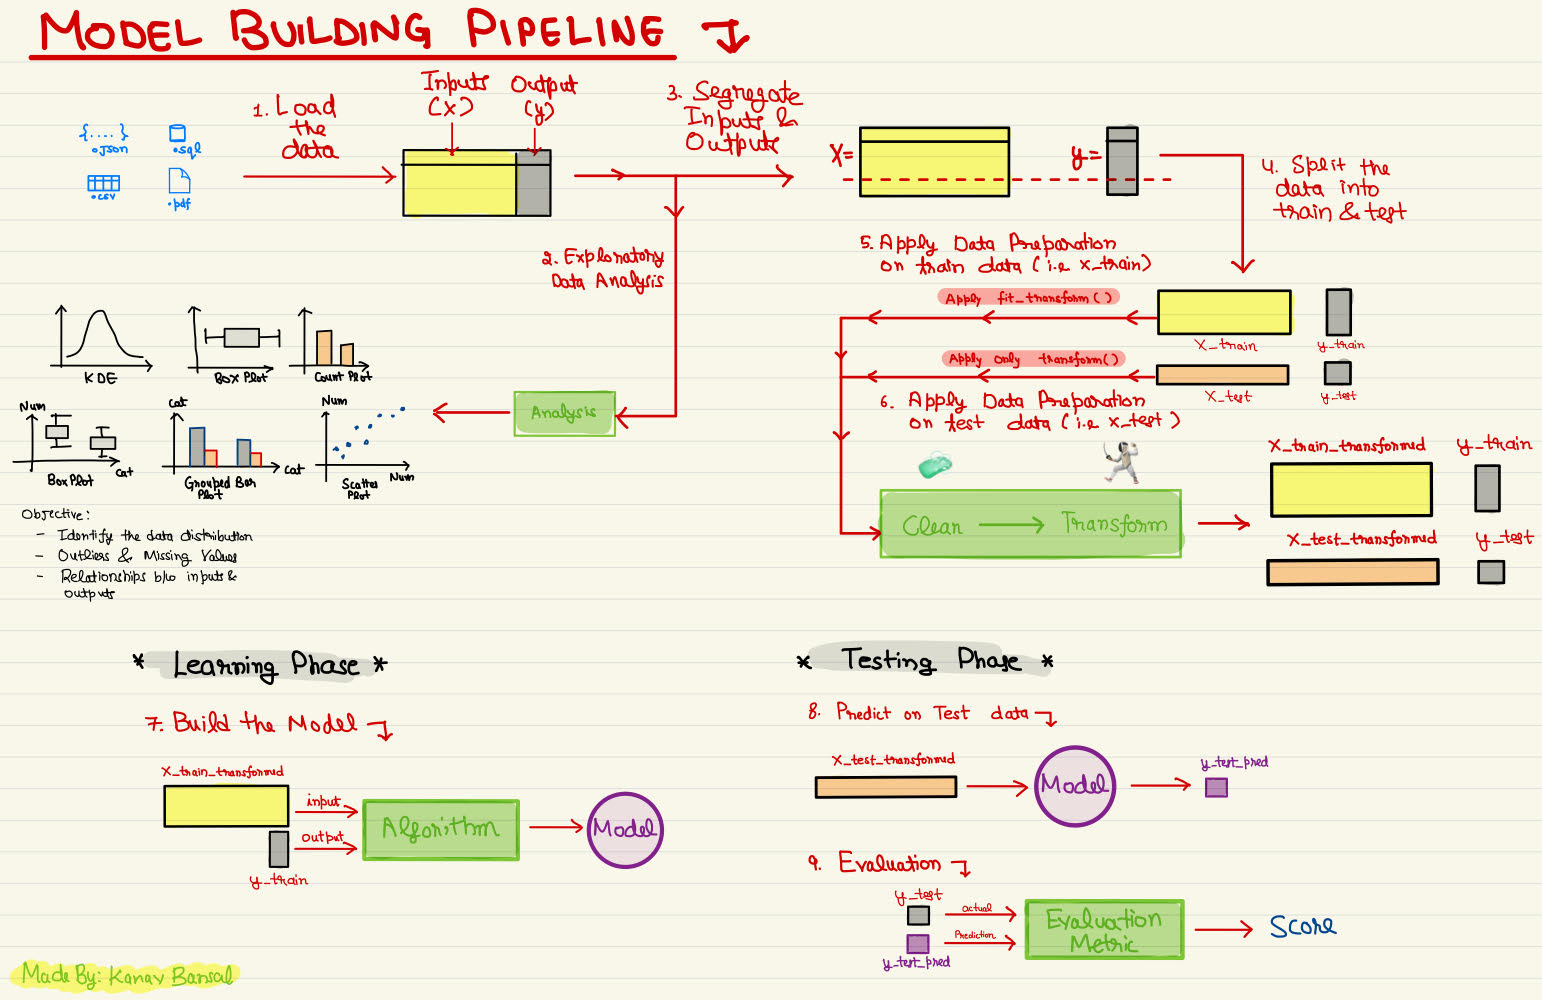 MODEL BUILDING PIPELINE
1. Load
the
data
{....}
.json
.sql
.csv
.pdf
Inputs
(x)
Output
(y)
3. Segregate
Inputs &
Outputs
X=
y=
4. Split the
data into
train & test
2. Exploratory
Data Analysis
5. Apply Data Preparation
on train data (i.e x_train)
Apply fit_transform()
X_train
y_train
Apply only transform()
X_test
y_test
6. Apply Data Preparation
on test data (i.e x_test)
KDE
Box Plot
Count Plot
Num
Cat
Box Plot
Cat
Cat
Grouped Bar
Plot
Num
Num
Scatter
Plot
Analysis
Objective:
- Identify the data distribution
- Outliers & Missing Values
- Relationships b/w inputs &
outputs
Clean
Transform
X_train_transformed
y_train
X_test_transformed
y_test
* Learning Phase *
7. Build the Model
X_train_transformed
input
output
y_train
Algorithm
Model
* Testing Phase *
8. Predict on Test data
X_test_transformed
Model
y_test_pred
9. Evaluation
y_test
actual
Prediction
y_test_pred
Evaluation
Metric
Score
Made By: Kanav Bansal